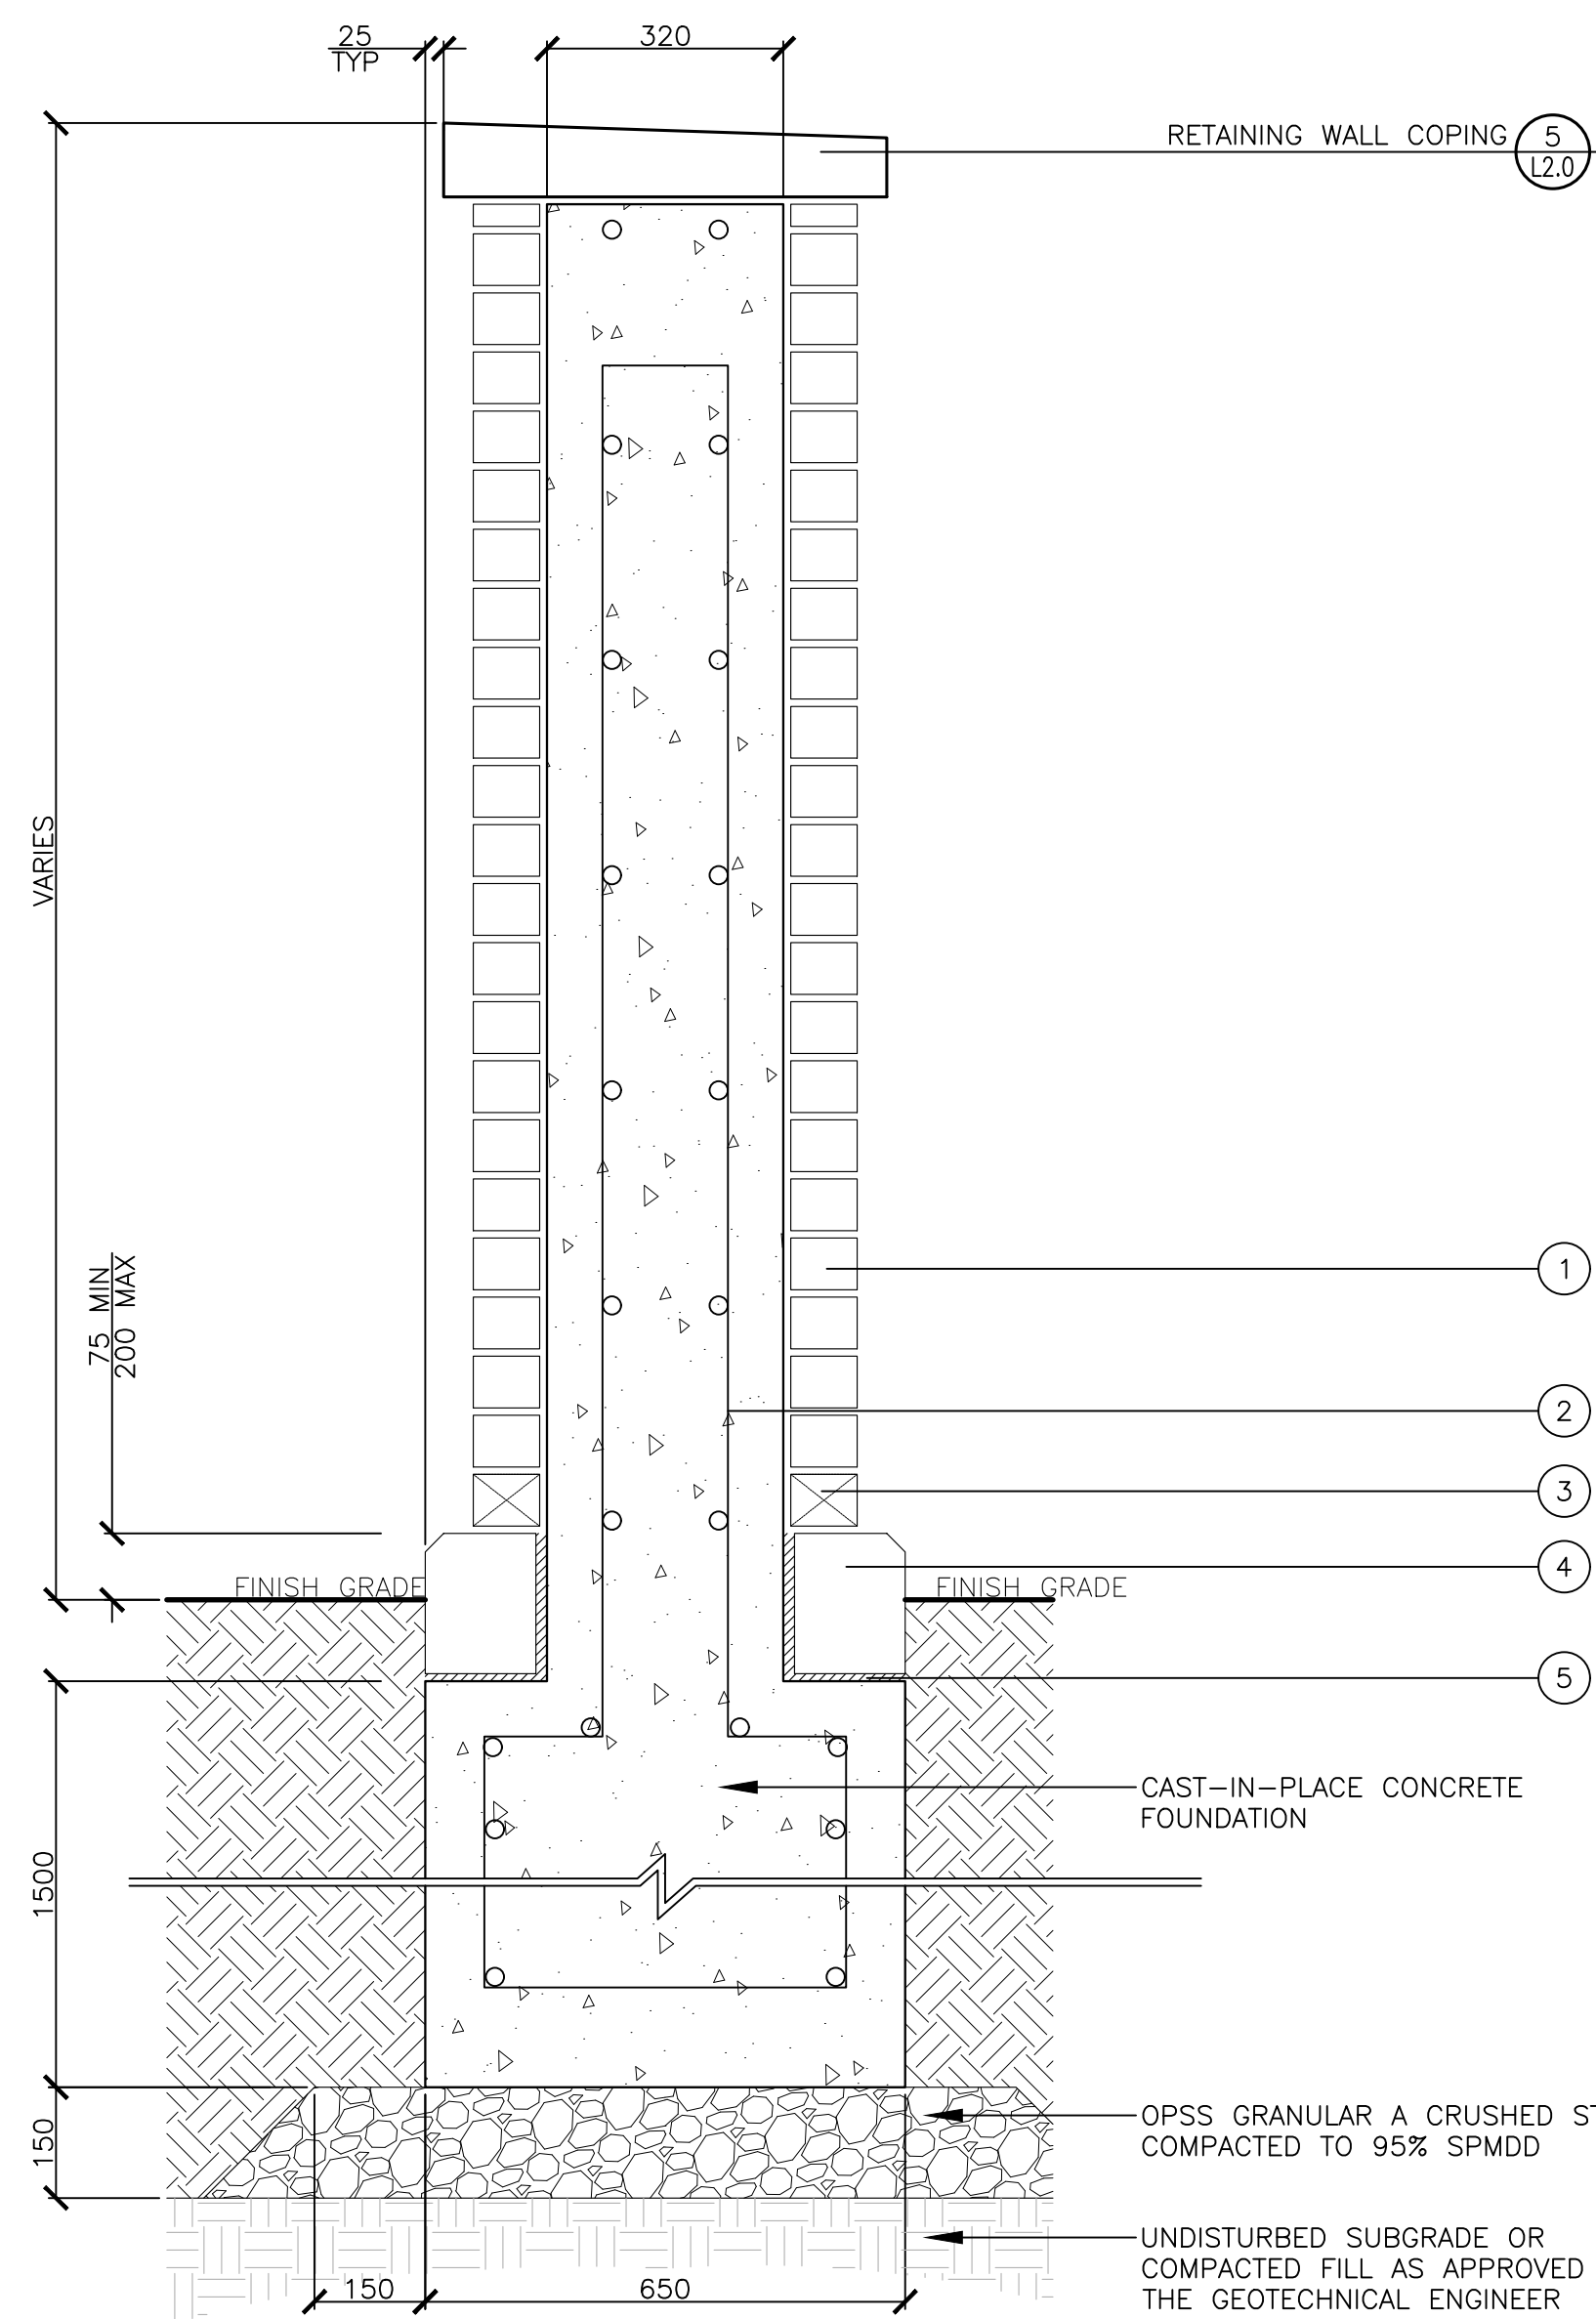 25
TYP
320
RETAINING WALL COPING
5
L2.0
VARIES
75 MIN
200 MAX
1
2
3
4
FINISH GRADE
FINISH GRADE
5
CAST-IN-PLACE CONCRETE
FOUNDATION
1500
OPSS GRANULAR A CRUSHED
COMPACTED TO 95% SPMDD
150
UNDISTURBED SUBGRADE OR
COMPACTED FILL AS APPROVED
THE GEOTECHNICAL ENGINEER
150
650